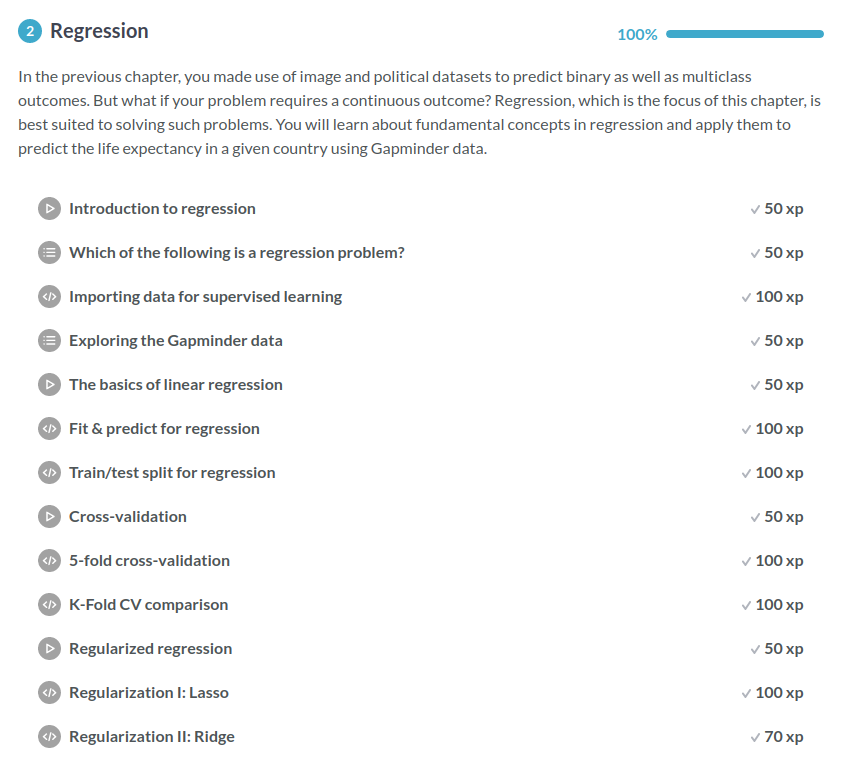 2 Regression 100%
In the previous chapter, you made use of image and political datasets to predict binary as well as multiclass
outcomes. But what if your problem requires a continuous outcome? Regression, which is the focus of this chapter, is
best suited to solving such problems. You will learn about fundamental concepts in regression and apply them to
predict the life expectancy in a given country using Gapminder data.
Introduction to regression 50 xp
Which of the following is a regression problem? 50 xp
Importing data for supervised learning 100 xp
Exploring the Gapminder data 50 xp
The basics of linear regression 50 xp
Fit & predict for regression 100 xp
Train/test split for regression 100 xp
Cross-validation 50 xp
5-fold cross-validation 100 xp
K-Fold CV comparison 100 xp
Regularized regression 50 xp
Regularization I: Lasso 100 xp
Regularization II: Ridge 70 xp